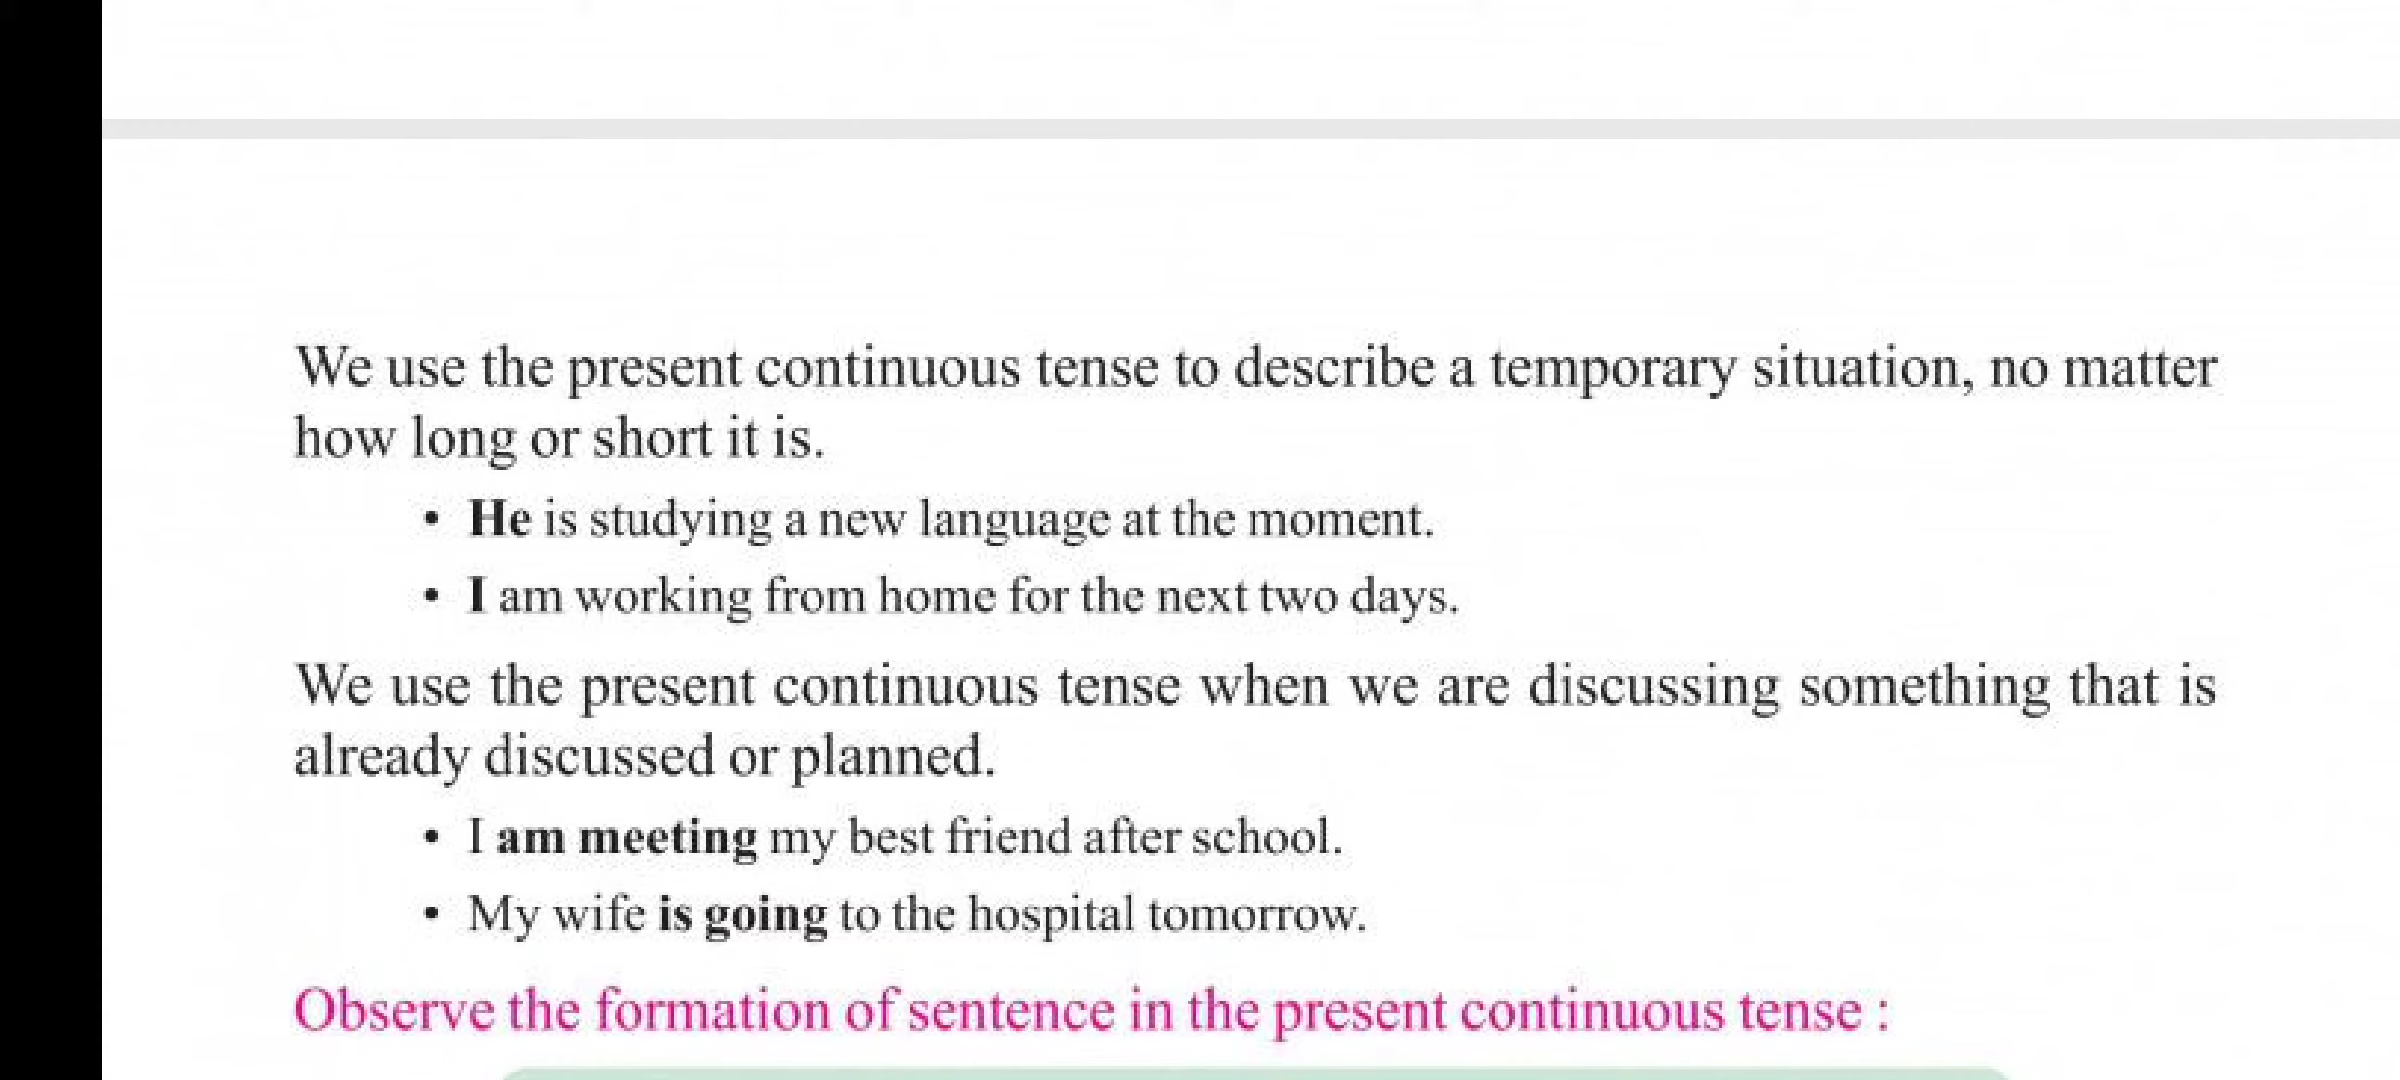 We use the present continuous tense to describe a temporary situation, no matter
how long or short it is.
• He is studying a new language at the moment.
• I am working from home for the next two days.
We use the present continuous tense when we are discussing something that is
already discussed or planned.
• I am meeting my best friend after school.
• My wife is going to the hospital tomorrow.
Observe the formation of sentence in the present continuous tense :